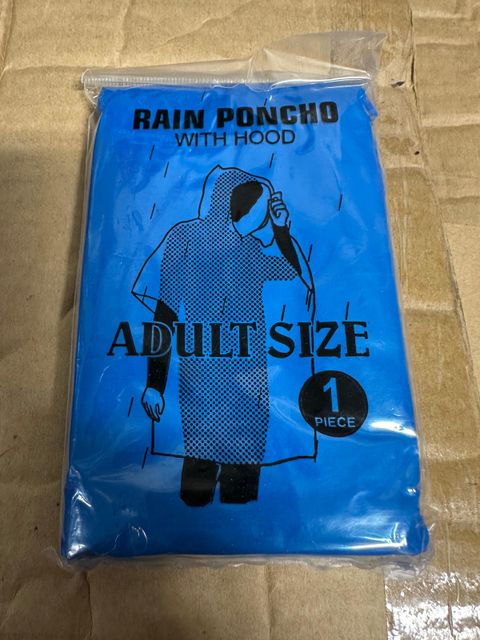 RAIN PONCHO
WITH HOOD
ADULT SIZE
1
PIECE